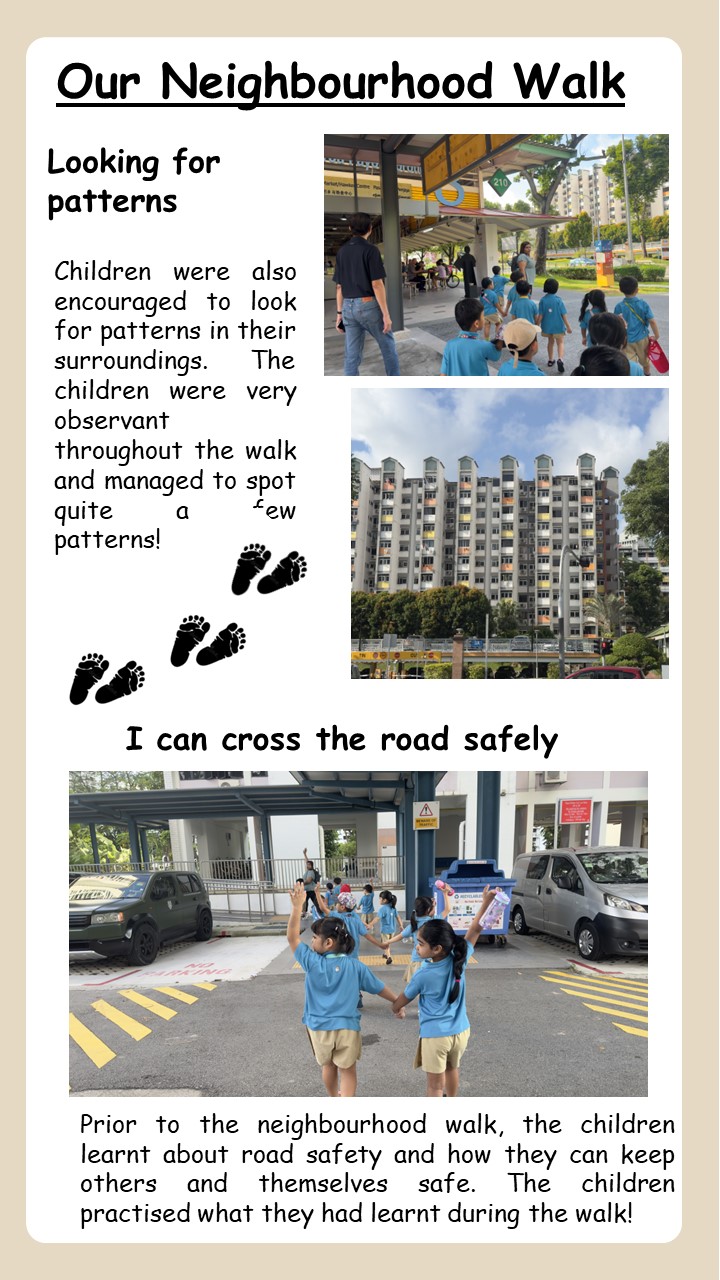 Our Neighbourhood Walk
Looking for
patterns
Children were also
encouraged to look
for patterns in their
surroundings. The
children were very
observant
throughout the walk
and managed to spot
quite a few
patterns!
210
I can cross the road safely
NO
PARKING
Prior to the neighbourhood walk, the children
learnt about road safety and how they can keep
others and themselves safe. The children
practised what they had learnt during the walk!